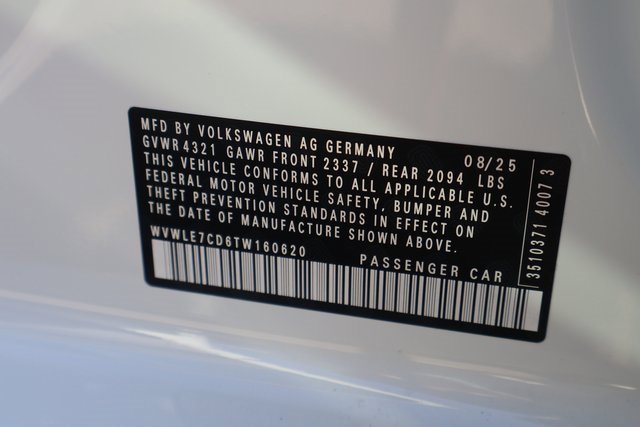 MFD BY VOLKSWAGEN AG GERMANY 08/25
GVWR 4321 GAWR FRONT 2337 / REAR 2094 LBS
THIS VEHICLE CONFORMS TO ALL APPLICABLE U.S.
FEDERAL MOTOR VEHICLE SAFETY, BUMPER AND
THEFT PREVENTION STANDARDS IN EFFECT ON
THE DATE OF MANUFACTURE SHOWN ABOVE.
WVWLE7CD6TW160620 PASSENGER CAR
3510371 4007 3